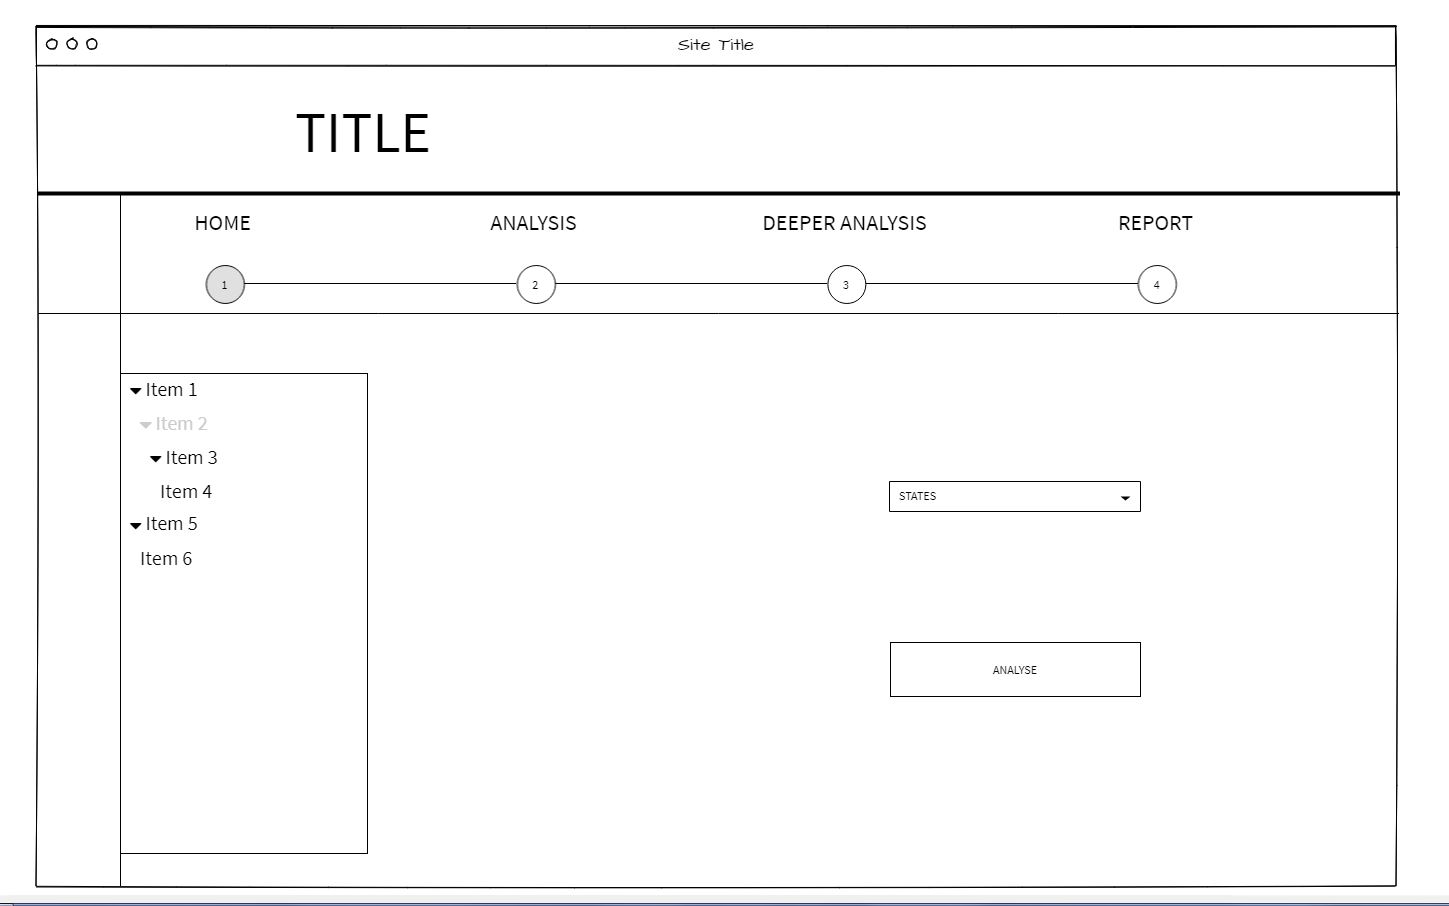 Site Title
TITLE
HOME
ANALYSIS
DEEPER ANALYSIS
REPORT
1
2
3
4
Item 1
Item 2
Item 3
Item 4
Item 5
Item 6
STATES
ANALYSE